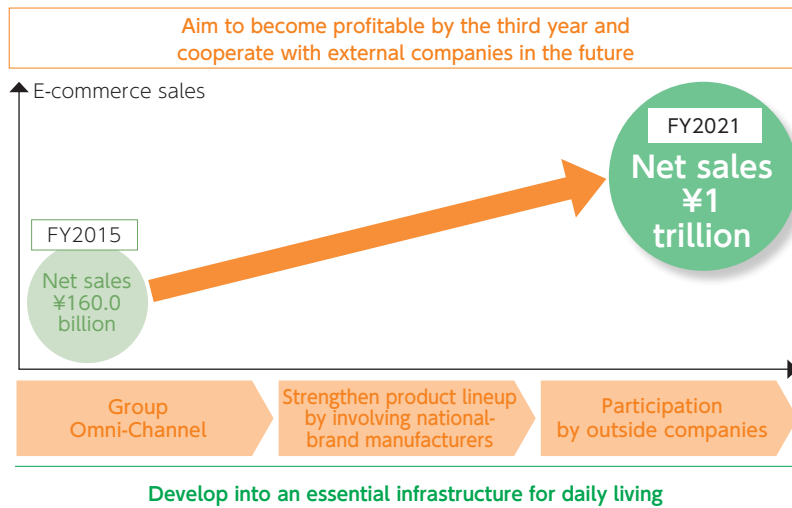 Aim to become profitable by the third year and
cooperate with external companies in the future
E-commerce sales
FY2021
Net sales
¥1
trillion
FY2015
Net sales
¥160.0
billion
Group
Omni-Channel
Strengthen product lineup
by involving national-
brand manufacturers
Participation
by outside companies
Develop into an essential infrastructure for daily living